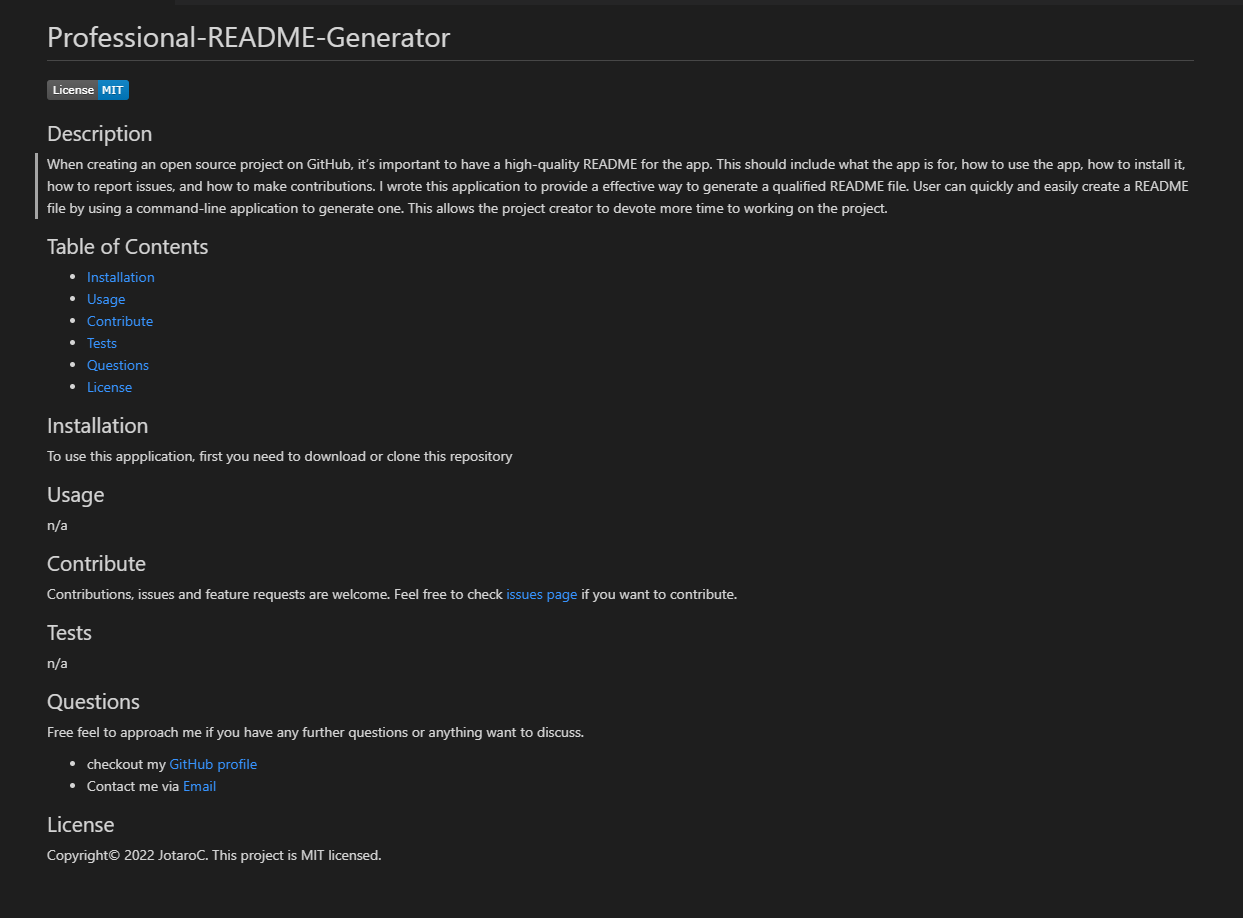 Professional-README-Generator
License MIT
Description
When creating an open source project on GitHub, it’s important to have a high-quality README for the app. This should include what the app is for, how to use the app, how to install it,
how to report issues, and how to make contributions. I wrote this application to provide a effective way to generate a qualified README file. User can quickly and easily create a README
file by using a command-line application to generate one. This allows the project creator to devote more time to working on the project.
Table of Contents
Installation
Usage
Contribute
Tests
Questions
License
Installation
To use this appplication, first you need to download or clone this repository
Usage
n/a
Contribute
Contributions, issues and feature requests are welcome. Feel free to check issues page if you want to contribute.
Tests
n/a
Questions
Free feel to approach me if you have any further questions or anything want to discuss.
checkout my GitHub profile
Contact me via Email
License
Copyright© 2022 JotaroC. This project is MIT licensed.